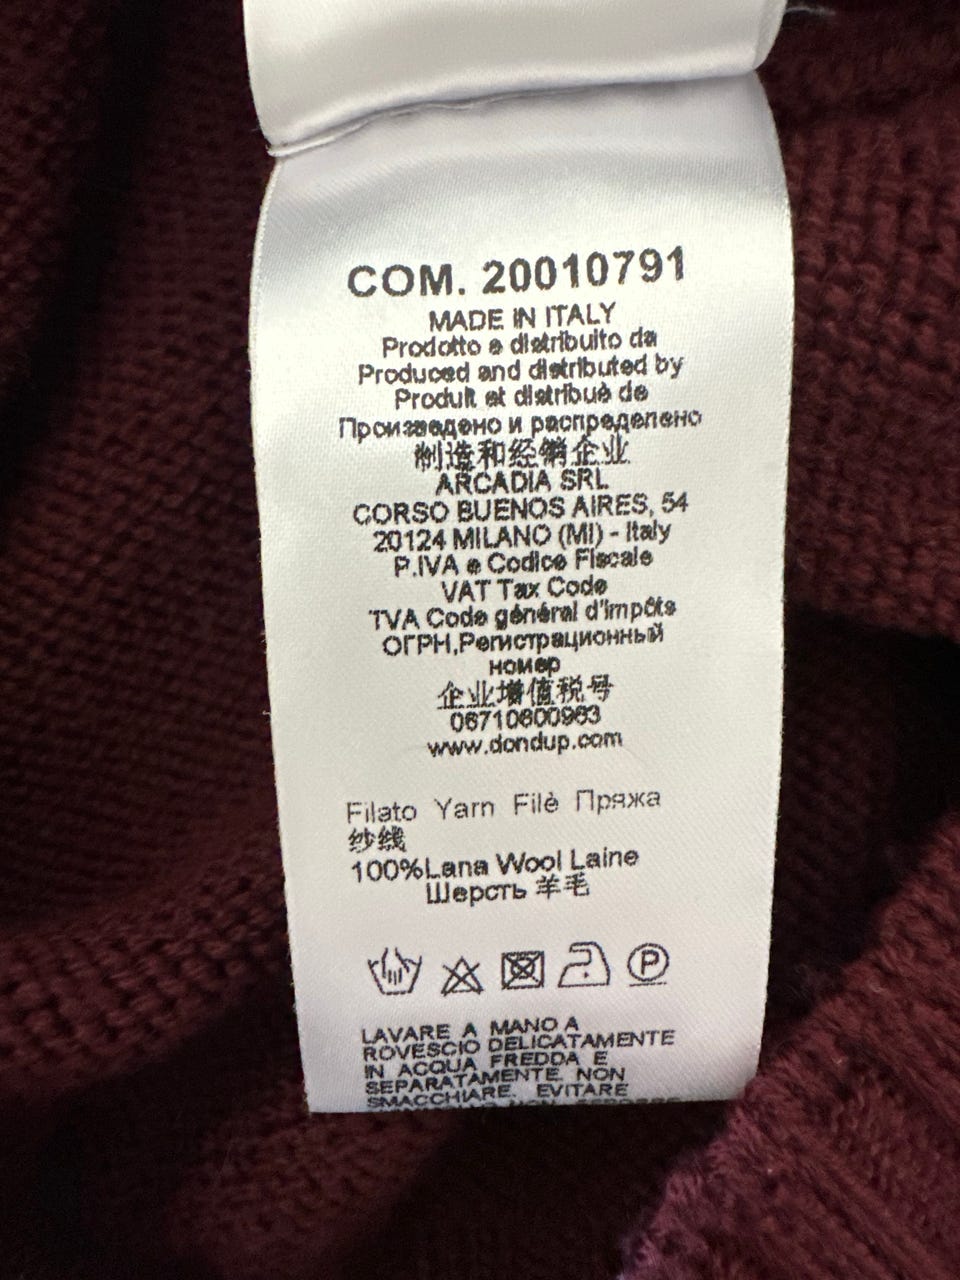 COM. 20010791
MADE IN ITALY
Prodotto e distribuito da
Produced and distributed by
Produit et distribuè de
Произведено и распределено
制造和经销企业
ARCADIA SRL
CORSO BUENOS AIRES, 54
20124 MILANO (MI) - Italy
P.IVA e Codice Fiscale
VAT Tax Code
TVA Code général d'impôts
ОГРН,Регистрационный
номер
企业增值税号
06710600963
www.dondup.com
Filato Yarn Filè Пряжа
纱线
100%Lana Wool Laine
Шерсть 羊毛
P
LAVARE A MANO A
ROVESCIO DELICATAMENTE
IN ACQUA FREDDA E
SEPARATAMENTE. NON
SMACCHIARE. EVITARE